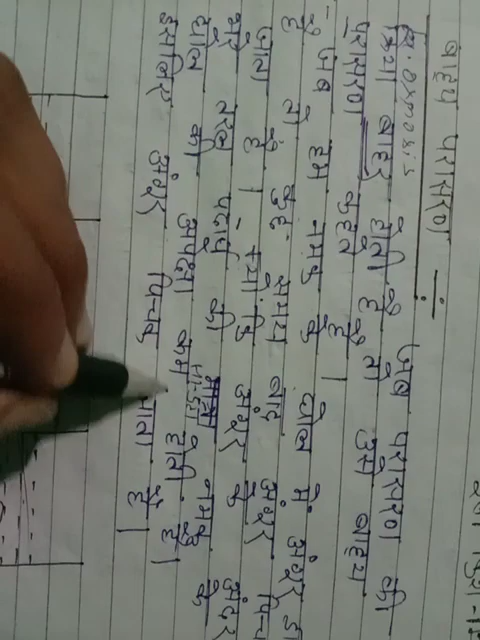 बाह्य परासरण ÷
Ex.osmosis
जब परासरण की
क्रिया बाहर होती है तो उसे बाह्य
परासरण कहते है।
- जब हम नमक के घोल में अंगूर डा
है तो कुछ समय बाद अंगूर पिच
जाता है। - क्योंकि अंगूर के अंदर
भरे तरल पदार्थ की सान्द्रता नमक के
घोल की अपेक्षा कम होती है।
इसलिए अंगूर पिचक जाता है।